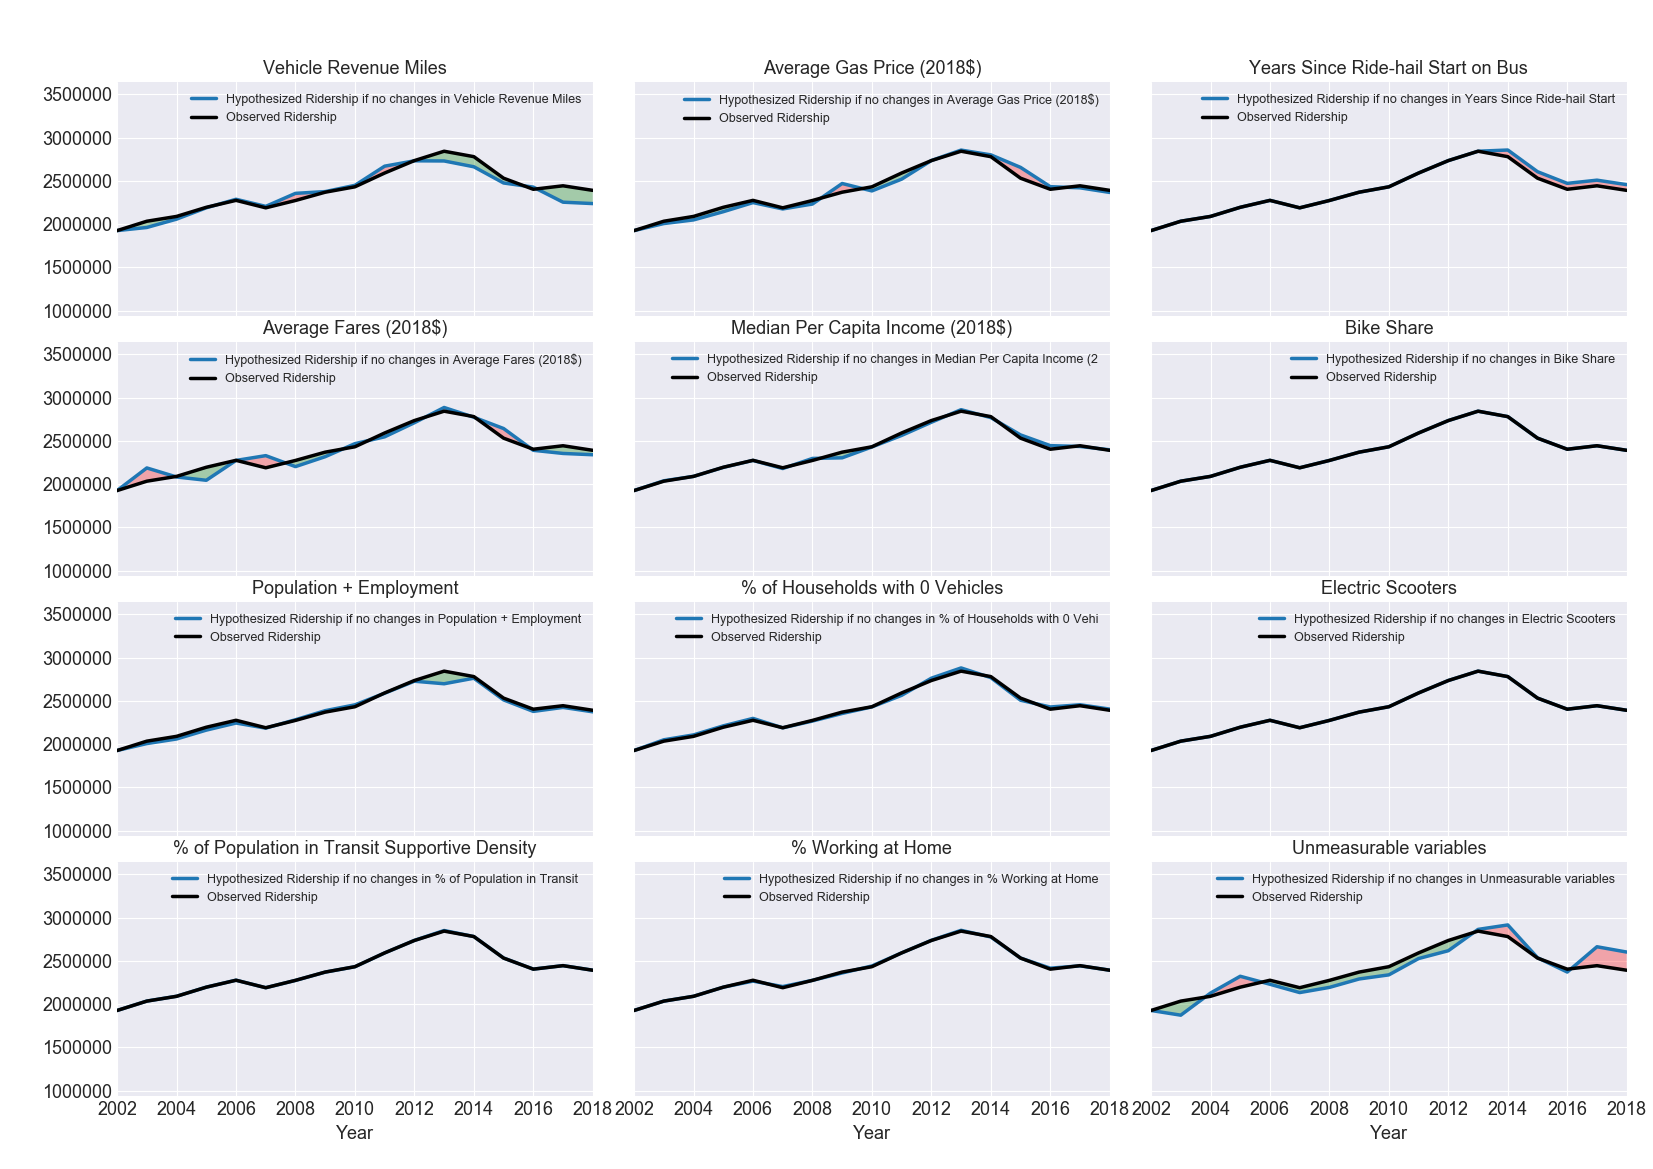 Vehicle Revenue Miles
Average Gas Price (2018$)
Years Since Ride-hail Start on Bus
3500000
3000000
2500000
2000000
1500000
1000000
Hypothesized Ridership if no changes in Vehicle Revenue Miles
Observed Ridership
Hypothesized Ridership if no changes in Average Gas Price (2018$)
Observed Ridership
Hypothesized Ridership if no changes in Years Since Ride-hail Start
Observed Ridership
Average Fares (2018$)
Median Per Capita Income (2018$)
Bike Share
3500000
3000000
2500000
2000000
1500000
1000000
Hypothesized Ridership if no changes in Average Fares (2018$)
Observed Ridership
Hypothesized Ridership if no changes in Median Per Capita Income (2
Observed Ridership
Hypothesized Ridership if no changes in Bike Share
Observed Ridership
Population + Employment
% of Households with 0 Vehicles
Electric Scooters
3500000
3000000
2500000
2000000
1500000
1000000
Hypothesized Ridership if no changes in Population + Employment
Observed Ridership
Hypothesized Ridership if no changes in % of Households with 0 Vehi
Observed Ridership
Hypothesized Ridership if no changes in Electric Scooters
Observed Ridership
% of Population in Transit Supportive Density
% Working at Home
Unmeasurable variables
3500000
3000000
2500000
2000000
1500000
1000000
Hypothesized Ridership if no changes in % of Population in Transit
Observed Ridership
Hypothesized Ridership if no changes in % Working at Home
Observed Ridership
Hypothesized Ridership if no changes in Unmeasurable variables
Observed Ridership
2002 2004 2006 2008 2010 2012 2014 2016 2018
2002 2004 2006 2008 2010 2012 2014 2016 2018
2002 2004 2006 2008 2010 2012 2014 2016 2018
Year
Year
Year